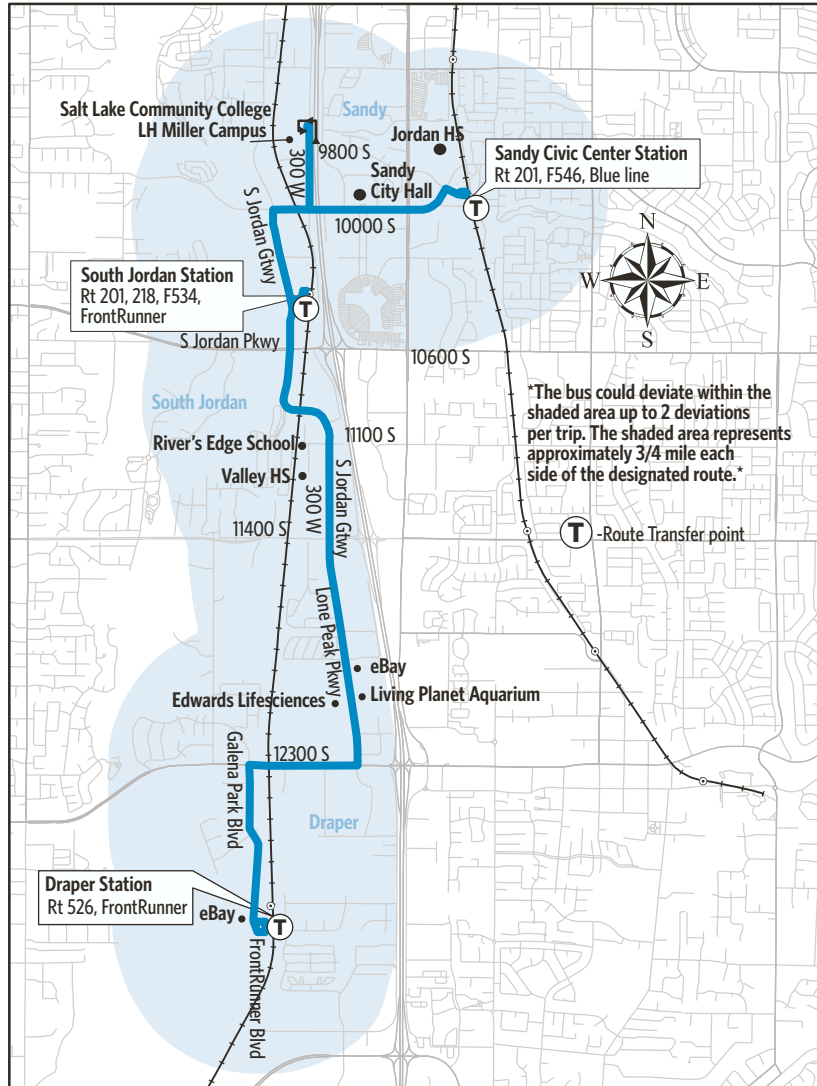 Salt Lake Community College
LH Miller Campus
Sandy
Jordan HS
9800 S
300 W
Sandy
City Hall
Sandy Civic Center Station
Rt 201, F546, Blue line
10000 S
S Jordan Gtwy
N
W
E
S
South Jordan Station
Rt 201, 218, F534,
FrontRunner
T
T
S Jordan Pkwy
10600 S
South Jordan
*The bus could deviate within the
shaded area up to 2 deviations
per trip. The shaded area represents
approximately 3/4 mile each
side of the designated route.*
River's Edge School
11100 S
Valley HS
300 W
S Jordan Gtwy
11400 S
T -Route Transfer point
Lone Peak Pkwy
eBay
Living Planet Aquarium
Edwards Lifesciences
12300 S
Galena Park Blvd
Draper
Draper Station
Rt 526, FrontRunner
eBay
T
FrontRunner Blvd